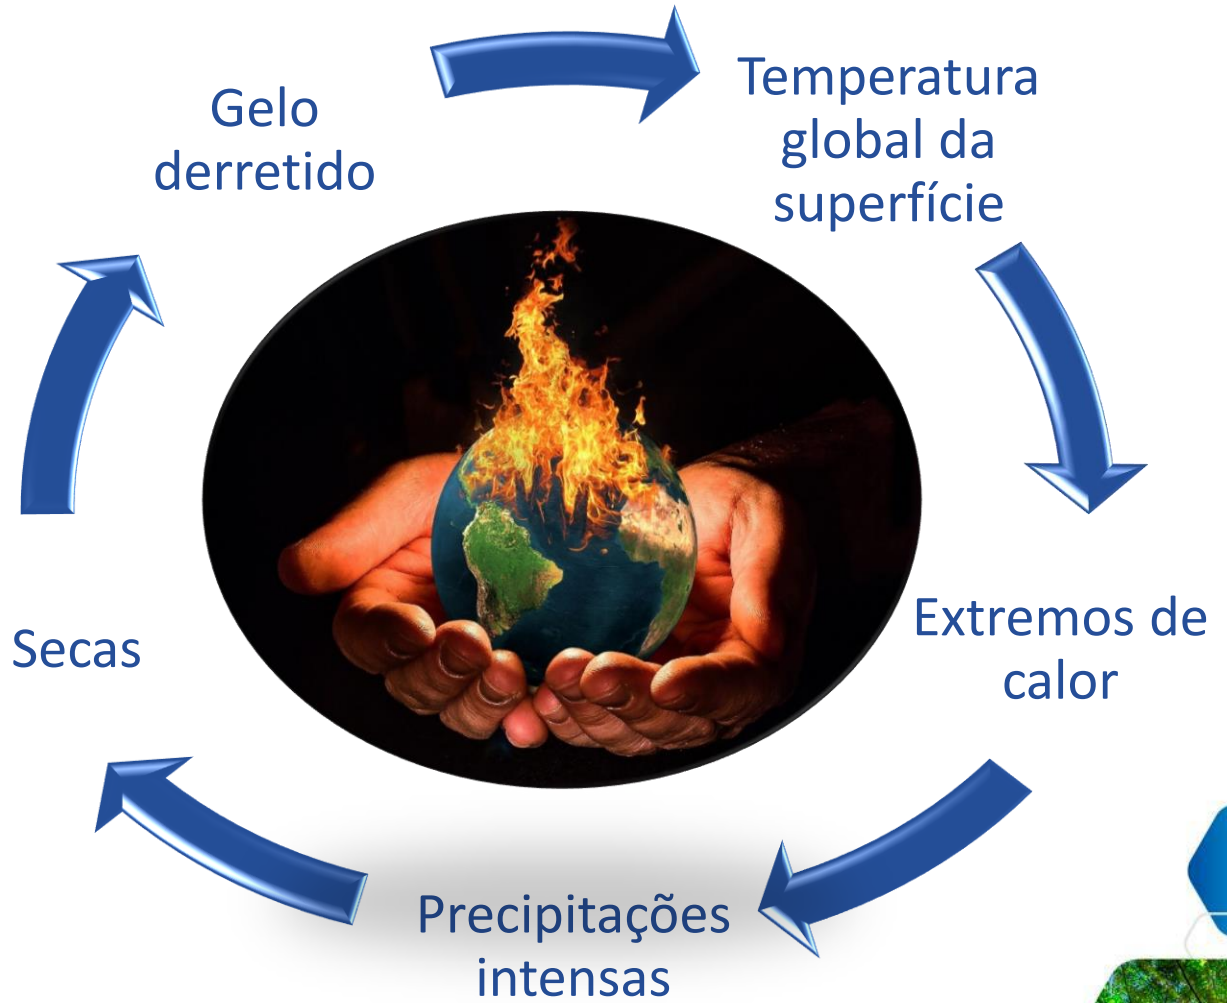 Gelo
derretido
Temperatura
global da
superfície
Extremos de
calor
Precipitações
intensas
Secas